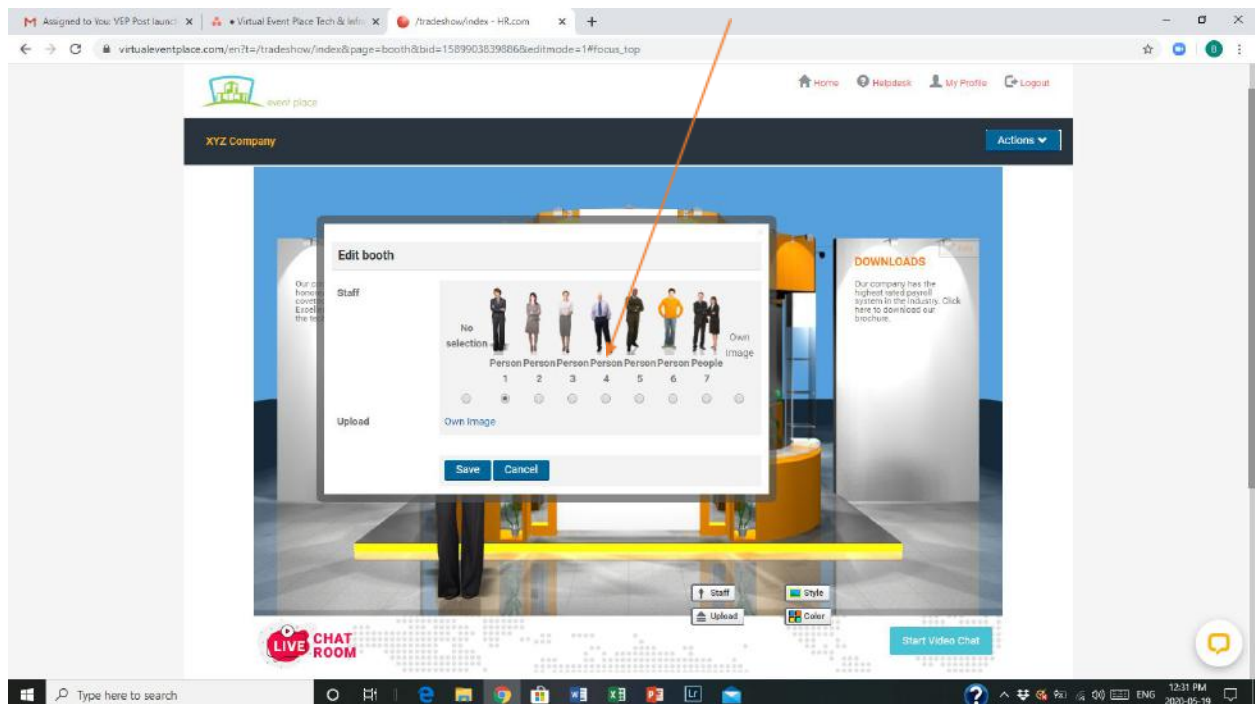 Assigned to You: VEP Post launch
Virtual Event Place Tech & Infra
/tradeshow/index - HR.com
virtualeventplace.com/en?t=/tradeshow/index&page=booth&bid=1589903839886&editmode=1#focus_top
B
event place
Home
Helpdesk
My Profile
Logout
XYZ Company
Actions
Edit booth
Staff
No selection
Person 1
Person 2
Person 3
Person 4
Person 5
Person 6
People 7
Own Image
Upload
Own Image
Save
Cancel
Our
the
DOWNLOADS
Our company has the
highest rated payroll
system in the industry. Click
here to download our
brochure.
Staff
Style
Upload
Color
LIVE CHAT
ROOM
Start Video Chat
Type here to search
Lr
ENG
12:31 PM
2020-05-19